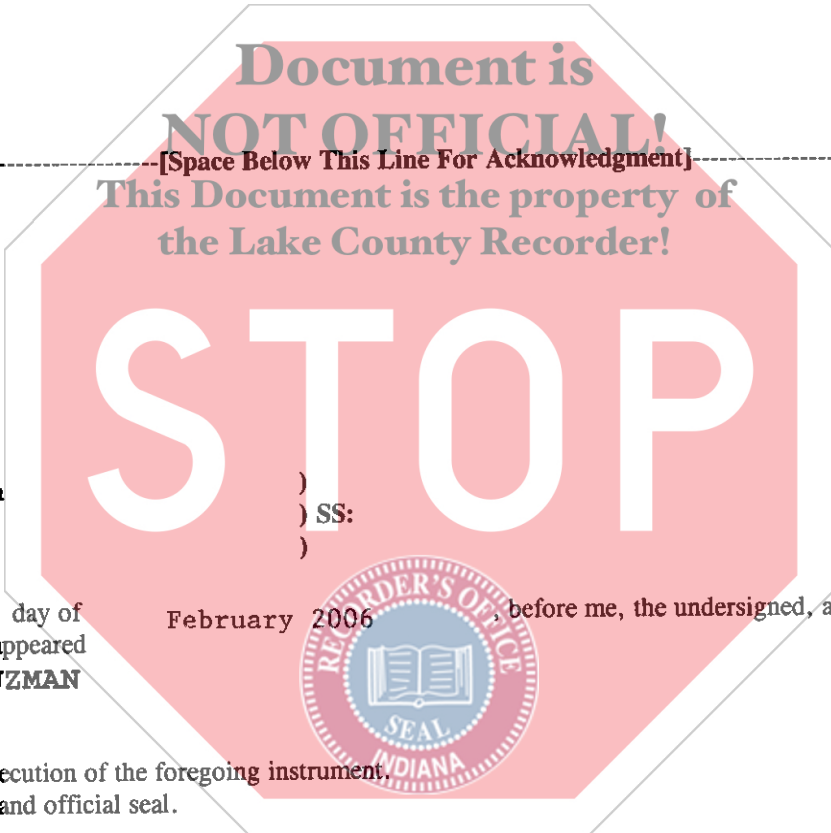 Document is
NOT OFFICIAL!
[Space Below This Line For Acknowledgment]
This Document is the property of
the Lake County Recorder!
STOP
)
) SS:
)
day of February 2006, before me, the undersigned, a
ppeared
ZMAN
RECORDER'S OFFICE
SEAL
INDIANA
ecution of the foregoing instrument.
and official seal.